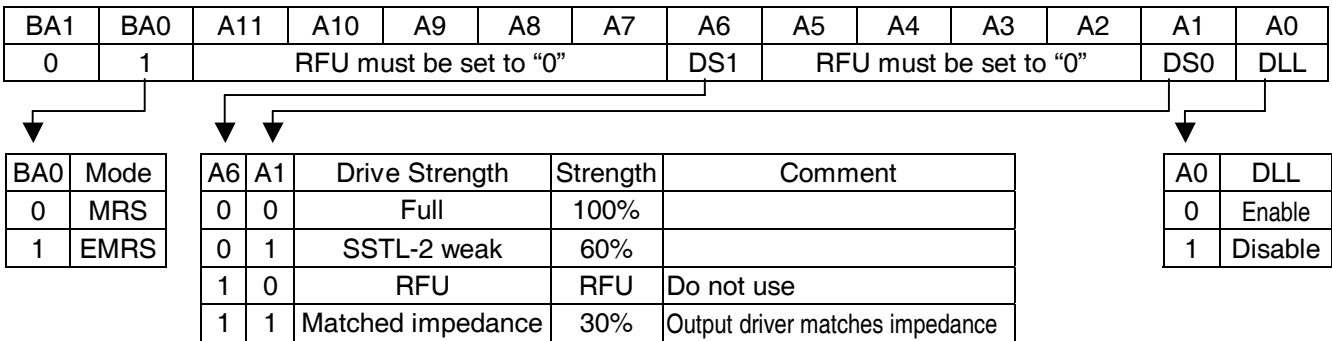 BA1 BA0 A11 A10 A9 A8 A7 A6 A5 A4 A3 A2 A1 A0
0 1 RFU must be set to “0” DS1 RFU must be set to “0” DS0 DLL
BA0 Mode A6 A1 Drive Strength Strength Comment A0 DLL
0 MRS 0 0 Full 100% 0 Enable
1 EMRS 0 1 SSTL-2 weak 60% 1 Disable
1 0 RFU RFU Do not use
1 1 Matched impedance 30% Output driver matches impedance